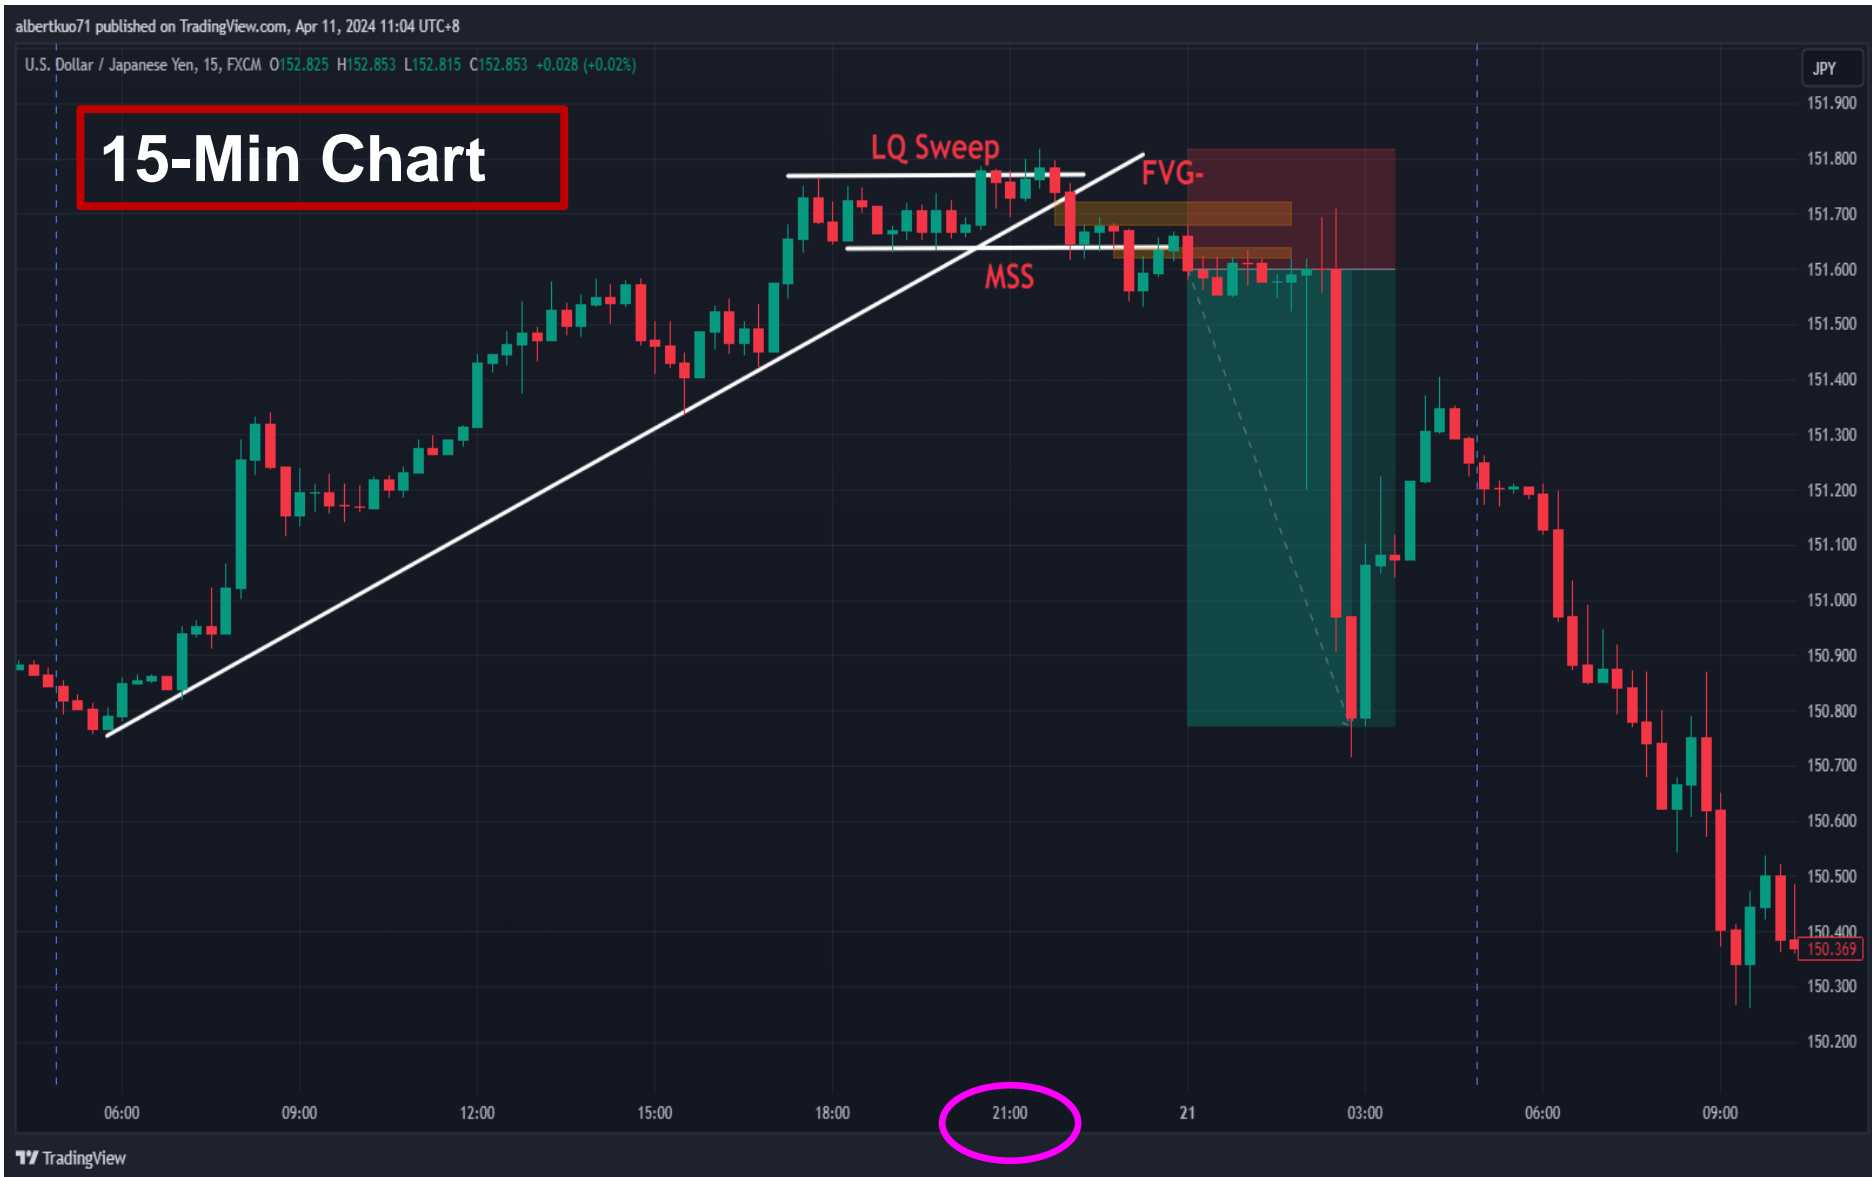 albertkuo71 published on TradingView.com, Apr 11, 2024 11:04 UTC+8
U.S. Dollar / Japanese Yen, 15, FXCM O152.825 H152.853 L152.815 C152.853 +0.028 (+0.02%)
JPY
15-Min Chart
LQ Sweep
FVG-
MSS
151.900
151.800
151.700
151.600
151.500
151.400
151.300
151.200
151.100
151.000
150.900
150.800
150.700
150.600
150.500
150.400
150.369
150.300
150.200
06:00 09:00 12:00 15:00 18:00 21:00 21 03:00 06:00 09:00
TradingView